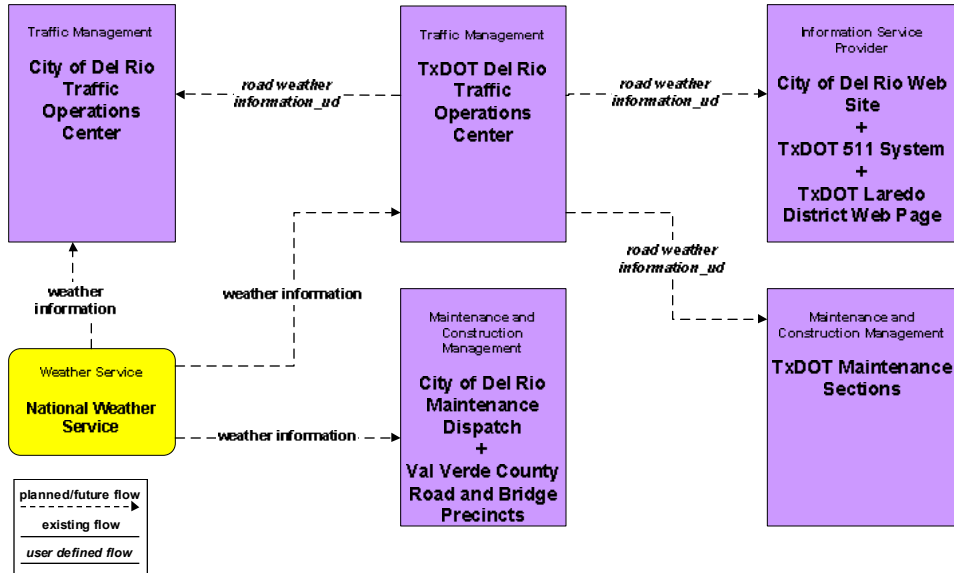 Traffic Management
City of Del Rio
Traffic
Operations
Center
road weather
information_ud
Traffic Management
TxDOT Del Rio
Traffic
Operations
Center
road weather
information_ud
Information Service
Provider
City of Del Rio Web
Site
+
TxDOT 511 System
+
TxDOT Laredo
District Web Page
weather
information
weather information
road weather
information_ud
Weather Service
National Weather
Service
weather information
Maintenance and
Construction
Management
City of Del Rio
Maintenance
Dispatch
+
Val Verde County
Road and Bridge
Precincts
Maintenance and
Construction Management
TxDOT Maintenance
Sections
planned/future flow
existing flow
user defined flow